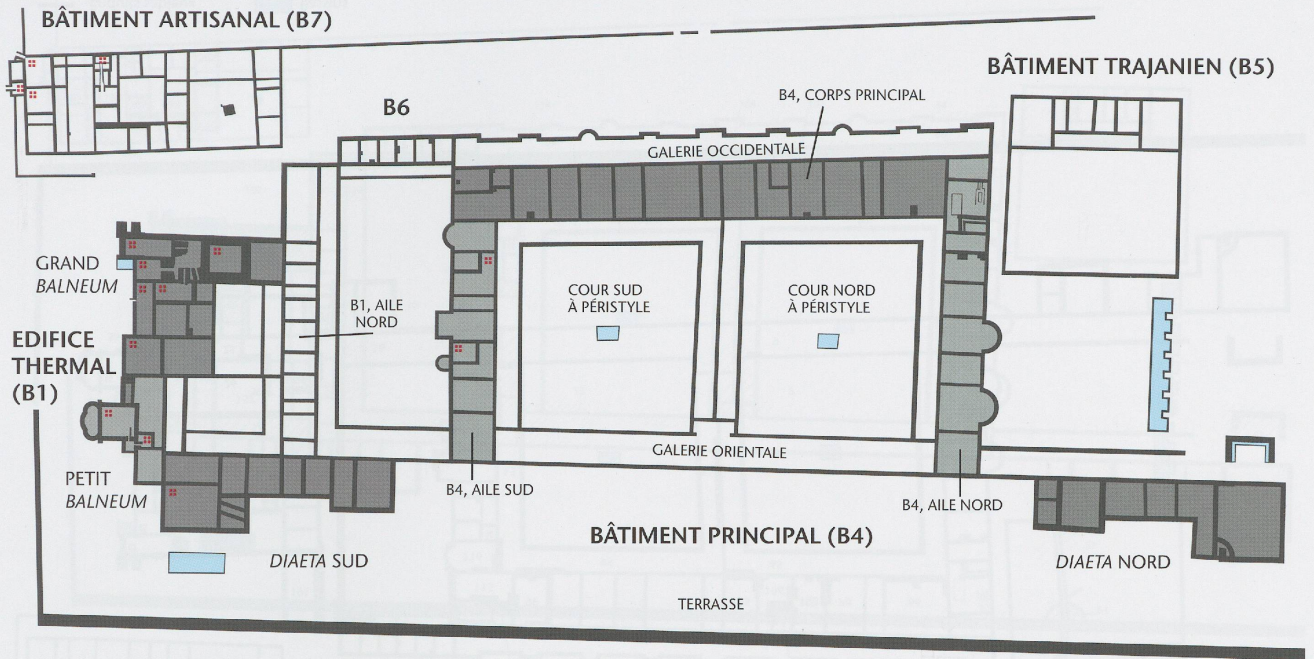 BÂTIMENT ARTISANAL (B7)
BÂTIMENT TRAJANIEN (B5)
B6
B4, CORPS PRINCIPAL
GALERIE OCCIDENTALE
GRAND
BALNEUM
B1, AILE
NORD
COUR SUD
À PÉRISTYLE
COUR NORD
À PÉRISTYLE
EDIFICE
THERMAL
(B1)
GALERIE ORIENTALE
PETIT
BALNEUM
B4, AILE SUD
B4, AILE NORD
BÂTIMENT PRINCIPAL (B4)
DIAETA SUD
DIAETA NORD
TERRASSE